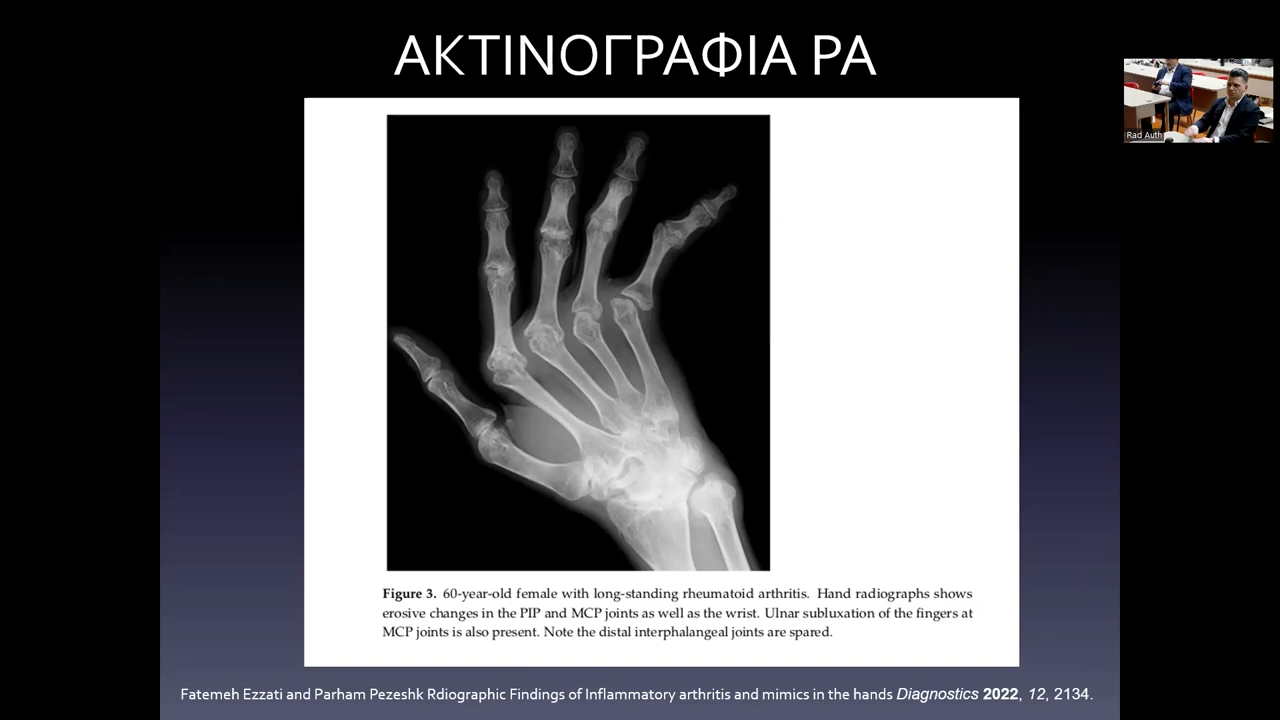 ΑΚΤΙΝΟΓΡΑΦΙΑ ΡΑ
Rad Auth
Figure 3. 60-year-old female with long-standing rheumatoid arthritis. Hand radiographs shows
erosive changes in the PIP and MCP joints as well as the wrist. Ulnar subluxation of the fingers at
MCP joints is also present. Note the distal interphalangeal joints are spared.
Fatemeh Ezzati and Parham Pezeshk Rdiographic Findings of Inflammatory arthritis and mimics in the hands Diagnostics 2022, 12, 2134.